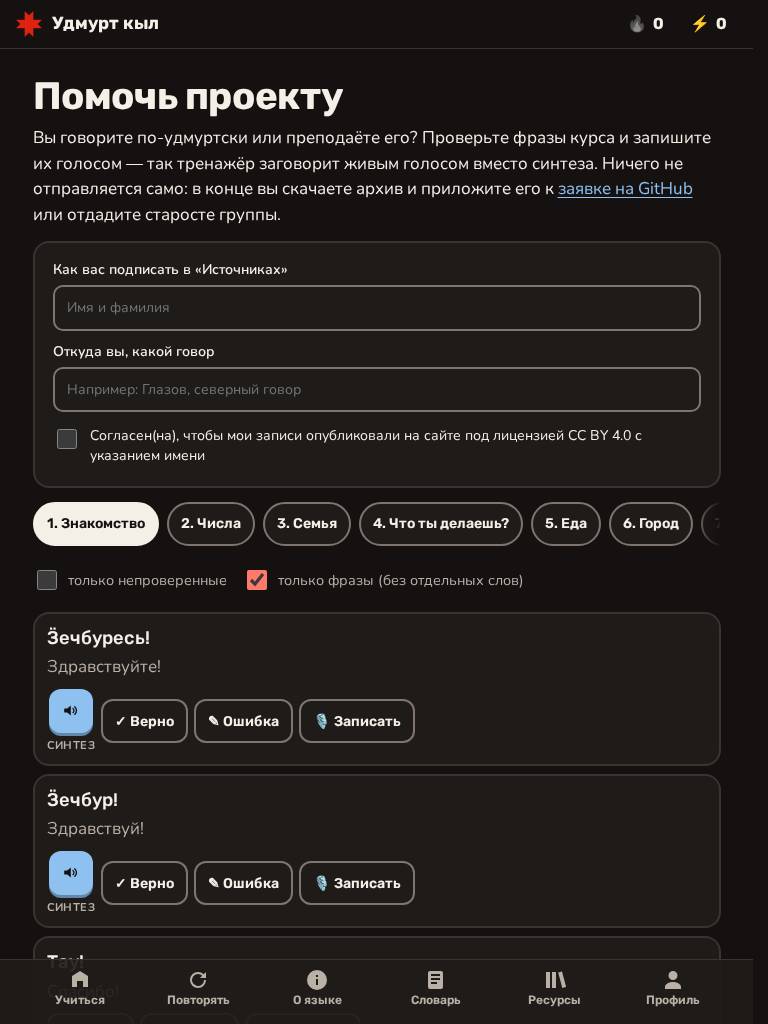 Удмурт кыл
0
0
Помочь проекту
Вы говорите по-удмуртски или преподаёте его? Проверьте фразы курса и запишите
их голосом — так тренажёр заговорит живым голосом вместо синтеза. Ничего не
отправляется само: в конце вы скачаете архив и приложите его к заявке на GitHub
или отдадите старосте группы.
Как вас подписать в «Источниках»
Имя и фамилия
Откуда вы, какой говор
Например: Глазов, северный говор
Согласен(на), чтобы мои записи опубликовали на сайте под лицензией CC BY 4.0 с
указанием имени
1. Знакомство
2. Числа
3. Семья
4. Что ты делаешь?
5. Еда
6. Город
только непроверенные
только фразы (без отдельных слов)
Ӟечбуресь!
Здравствуйте!
✓ Верно
✎ Ошибка
Записать
СИНТЕЗ
Ӟечбур!
Здравствуй!
✓ Верно
✎ Ошибка
Записать
СИНТЕЗ
Тау!
Спасибо!
Учиться
Повторять
О языке
Словарь
Ресурсы
Профиль